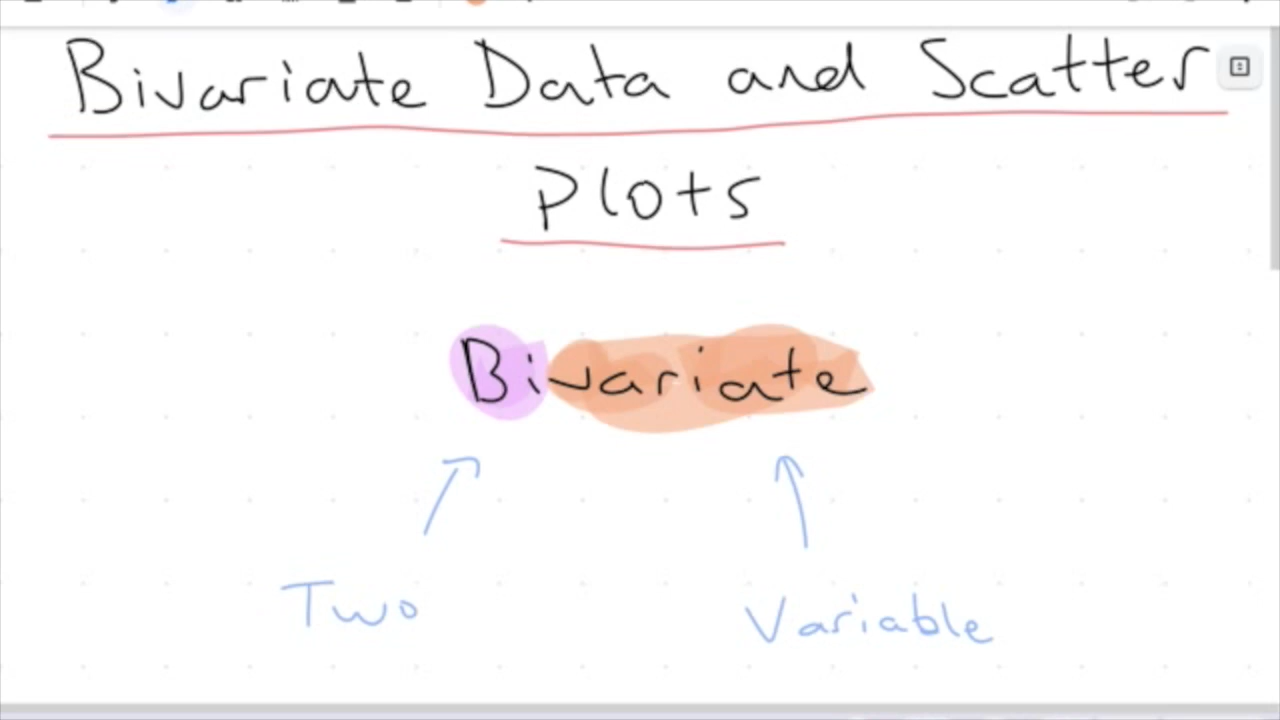 Bivariate Data and Scatter
Plots
Bivariate
Two
Variable